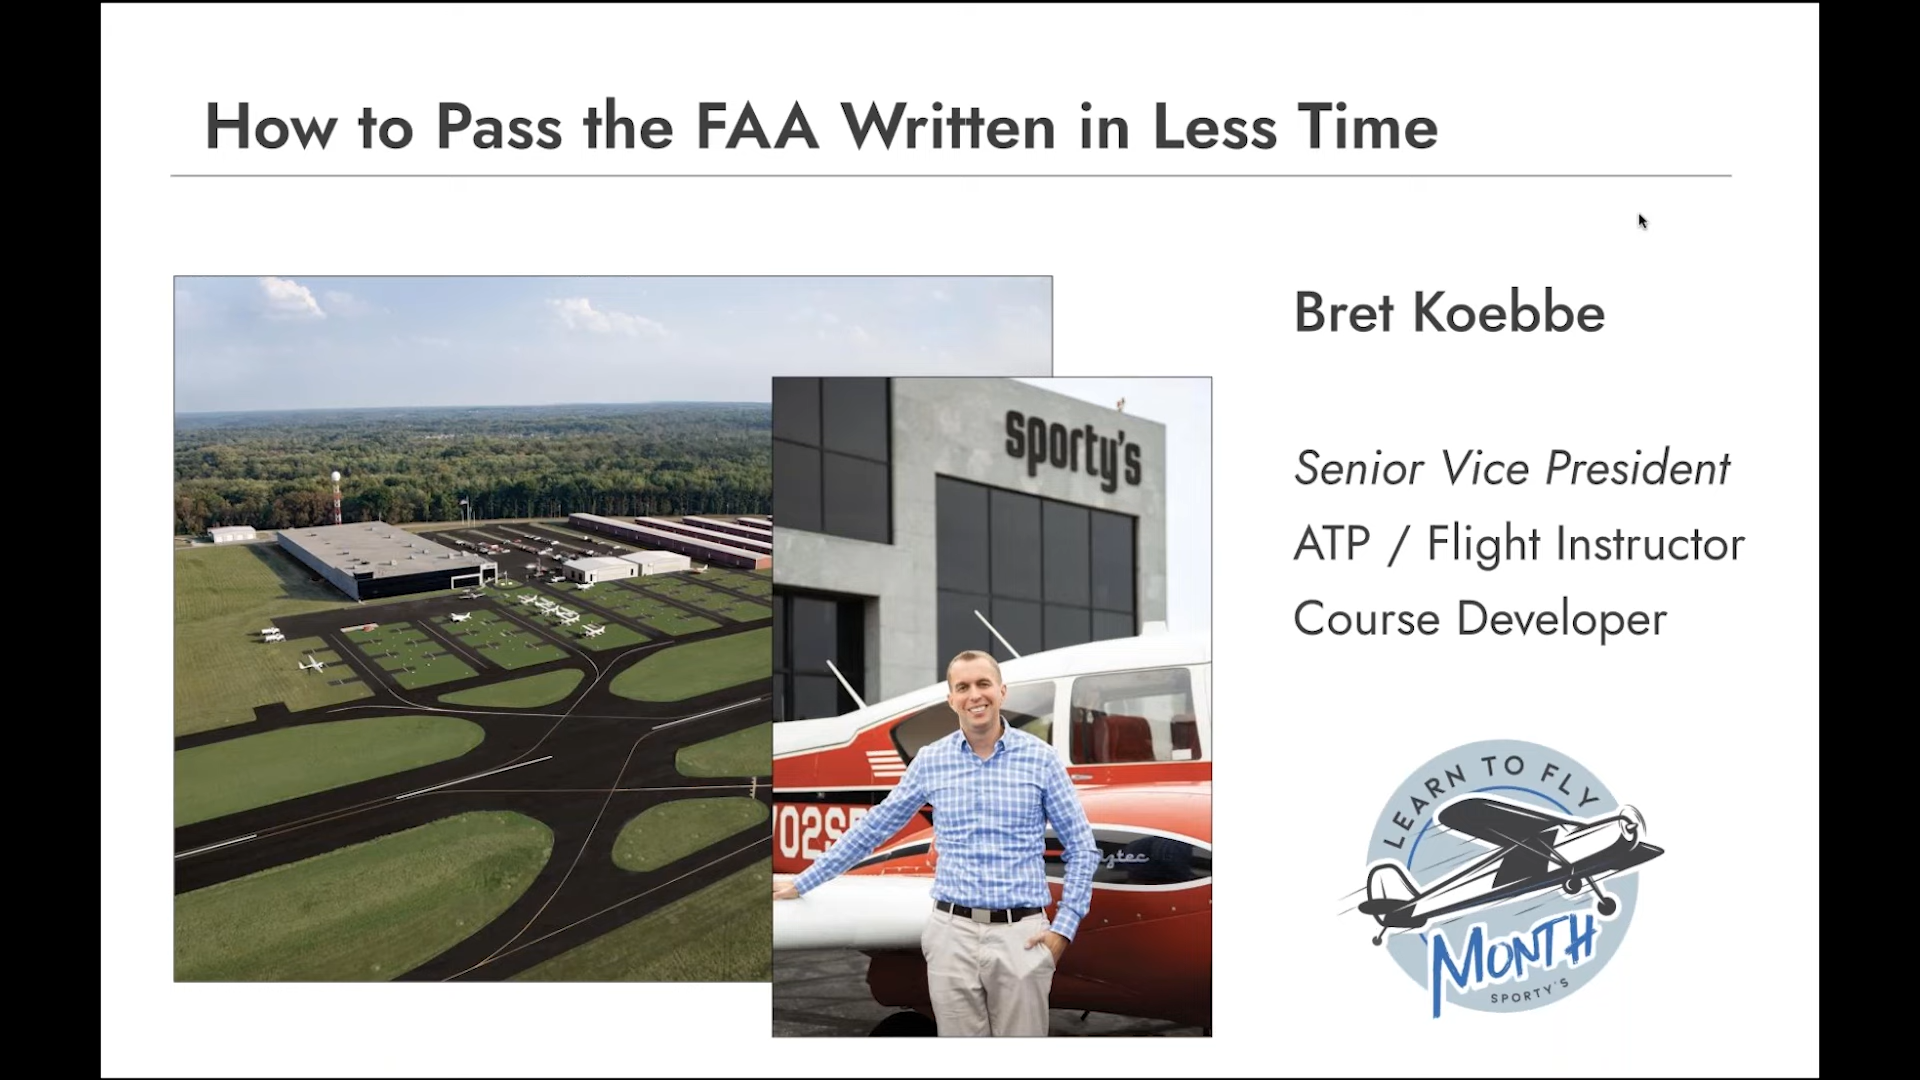 How to Pass the FAA Written in Less Time
Bret Koebbe
Senior Vice President
ATP / Flight Instructor
Course Developer
sporty's
Aztec
LEARN TO FLY
MONTH
SPORTY'S